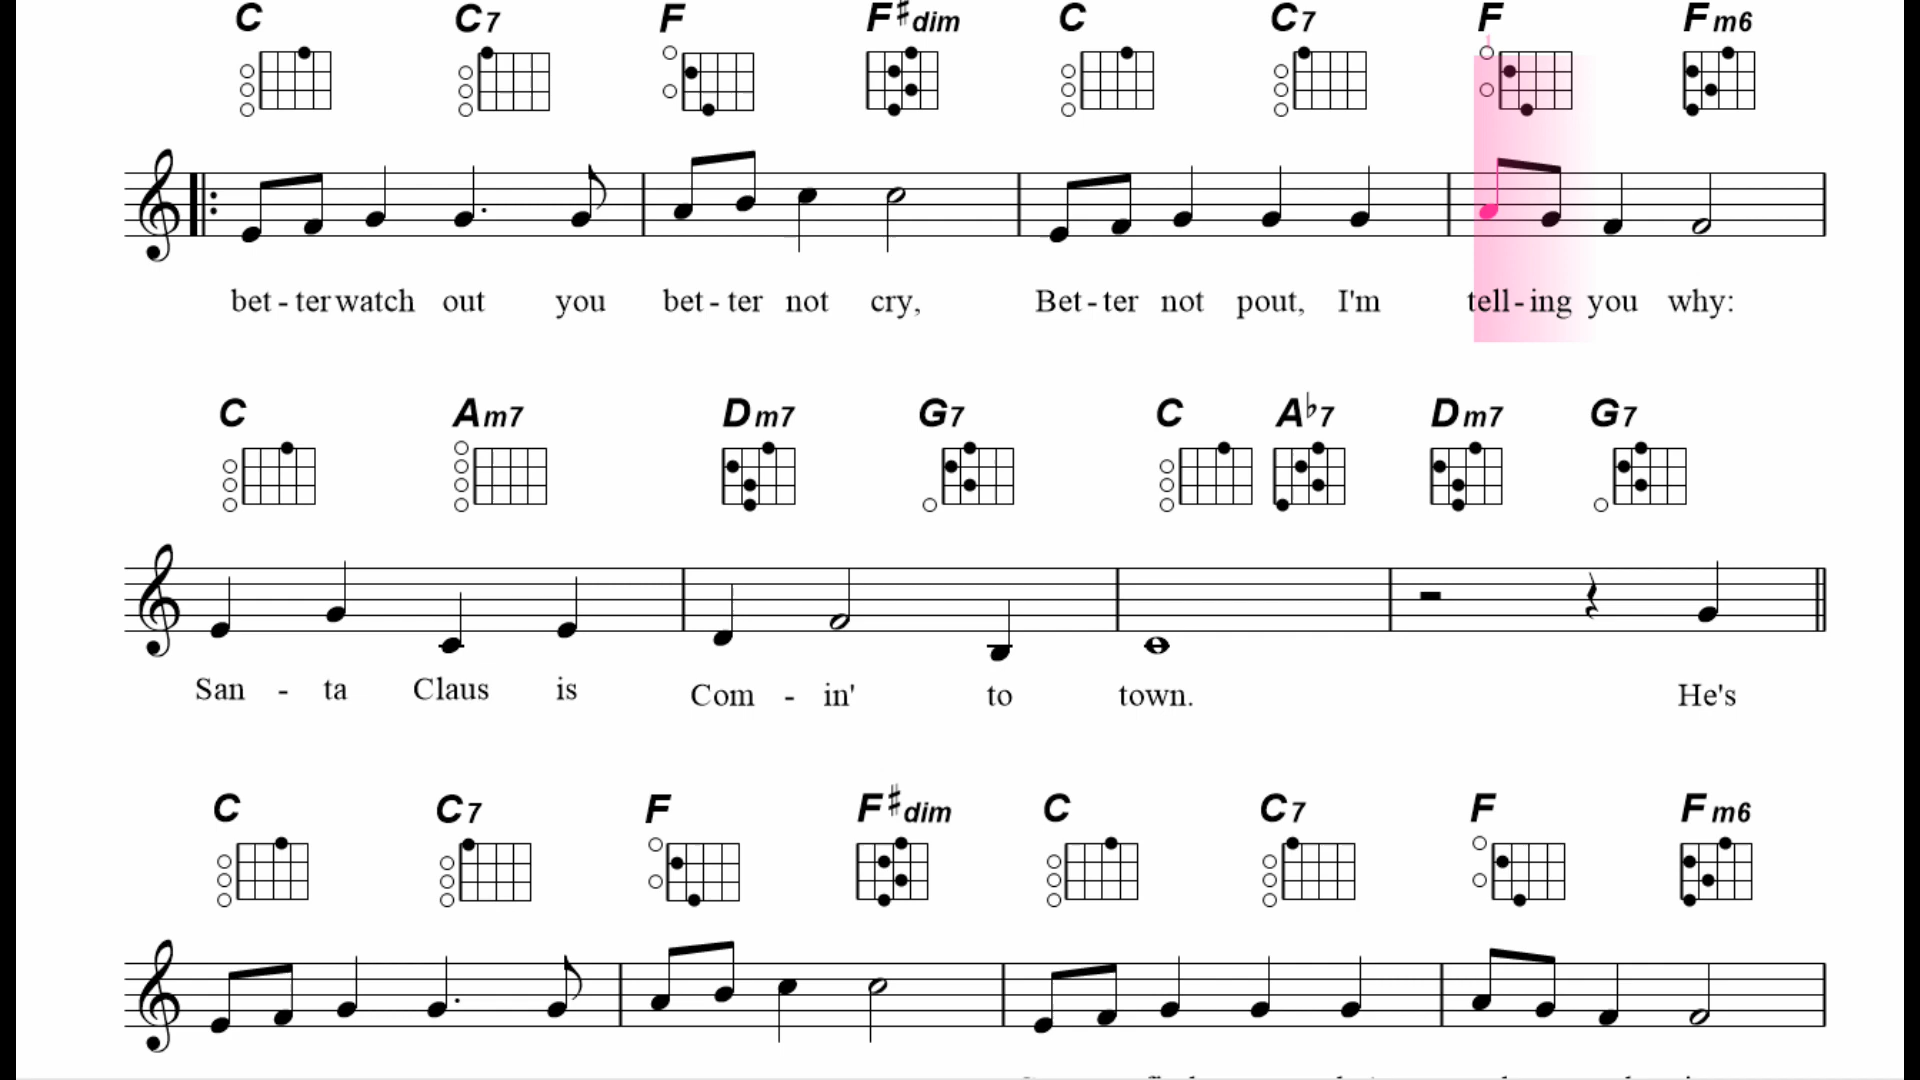 C C7 F F♯dim C C7 F Fm6
bet - ter watch out you bet - ter not cry, Bet - ter not pout, I'm tell - ing you why:
C Am7 Dm7 G7 C A♭7 Dm7 G7
San - ta Claus is Com - in' to town. He's
C C7 F F♯dim C C7 F Fm6